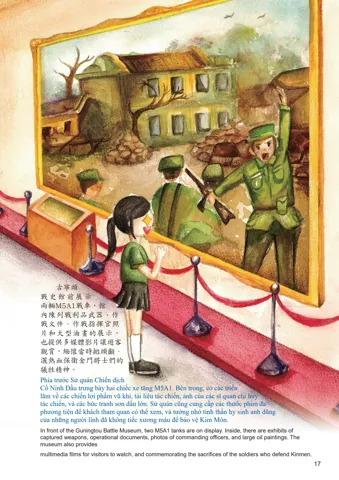 古寧頭
戰史館前展示
兩輛M5A1戰車，館
內陳列戰利品武器、作
戰文件、作戰指揮官照
片和大型油畫的展示，
也提供多媒體影片讓遊客
觀賞，緬懷當時拋頭顱、
灑熱血保衛金門將士們的
犧牲精神。
Phía trước Sử quán Chiến dịch
Cổ Ninh Đầu trưng bày hai chiếc xe tăng M5A1. Bên trong, có các triển
lãm về các chiến lợi phẩm vũ khí, tài liệu tác chiến, ảnh của các sĩ quan chỉ huy
tác chiến, và các bức tranh sơn dầu lớn. Sử quán cũng cung cấp các thước phim đa
phương tiện để khách tham quan có thể xem, và tưởng nhớ tinh thần hy sinh anh dũng
của những người lính đã không tiếc xương máu để bảo vệ Kim Môn.
In front of the Guningtou Battle Museum, two M5A1 tanks are on display. Inside, there are exhibits of
captured weapons, operational documents, photos of commanding officers, and large oil paintings. The
museum also provides
multimedia films for visitors to watch, and commemorating the sacrifices of the soldiers who defend Kinmen.
17